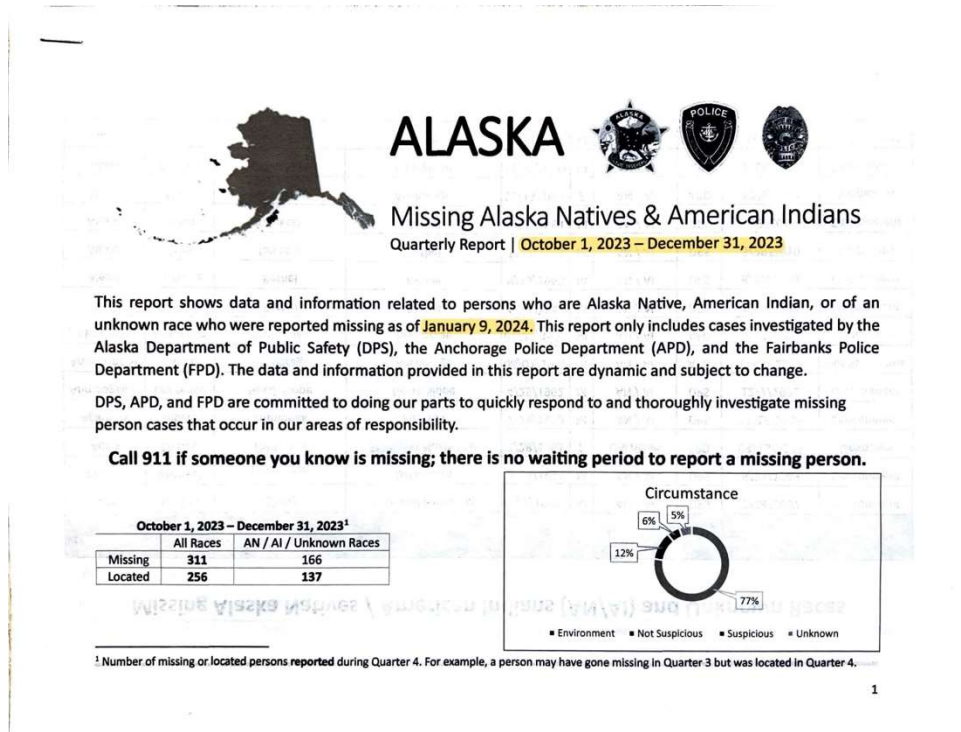 ALASKA
ALASKA
POLICE
Missing Alaska Natives & American Indians
Quarterly Report | October 1, 2023 – December 31, 2023
This report shows data and information related to persons who are Alaska Native, American Indian, or of an
unknown race who were reported missing as of January 9, 2024. This report only includes cases investigated by the
Alaska Department of Public Safety (DPS), the Anchorage Police Department (APD), and the Fairbanks Police
Department (FPD). The data and information provided in this report are dynamic and subject to change.
DPS, APD, and FPD are committed to doing our parts to quickly respond to and thoroughly investigate missing
person cases that occur in our areas of responsibility.
Call 911 if someone you know is missing; there is no waiting period to report a missing person.
October 1, 2023 – December 31, 2023¹
All Races AN / AI / Unknown Races
Missing 311 166
Located 256 137
Circumstance
6% 5%
12%
77%
Environment Not Suspicious Suspicious Unknown
¹ Number of missing or located persons reported during Quarter 4. For example, a person may have gone missing in Quarter 3 but was located in Quarter 4.
1